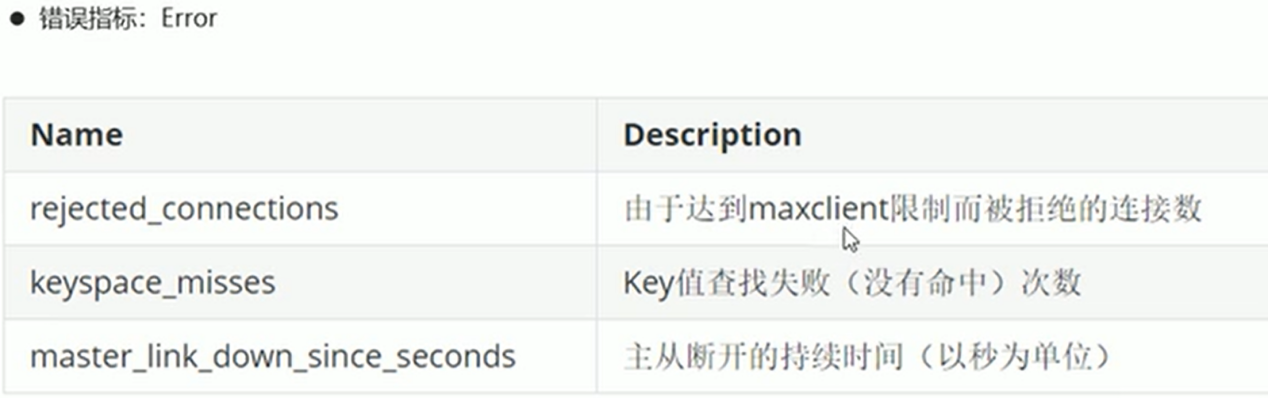 ● 错误指标：Error
Name Description
rejected_connections 由于达到maxclient限制而被拒绝的连接数
keyspace_misses Key值查找失败（没有命中）次数
master_link_down_since_seconds 主从断开的持续时间（以秒为单位）